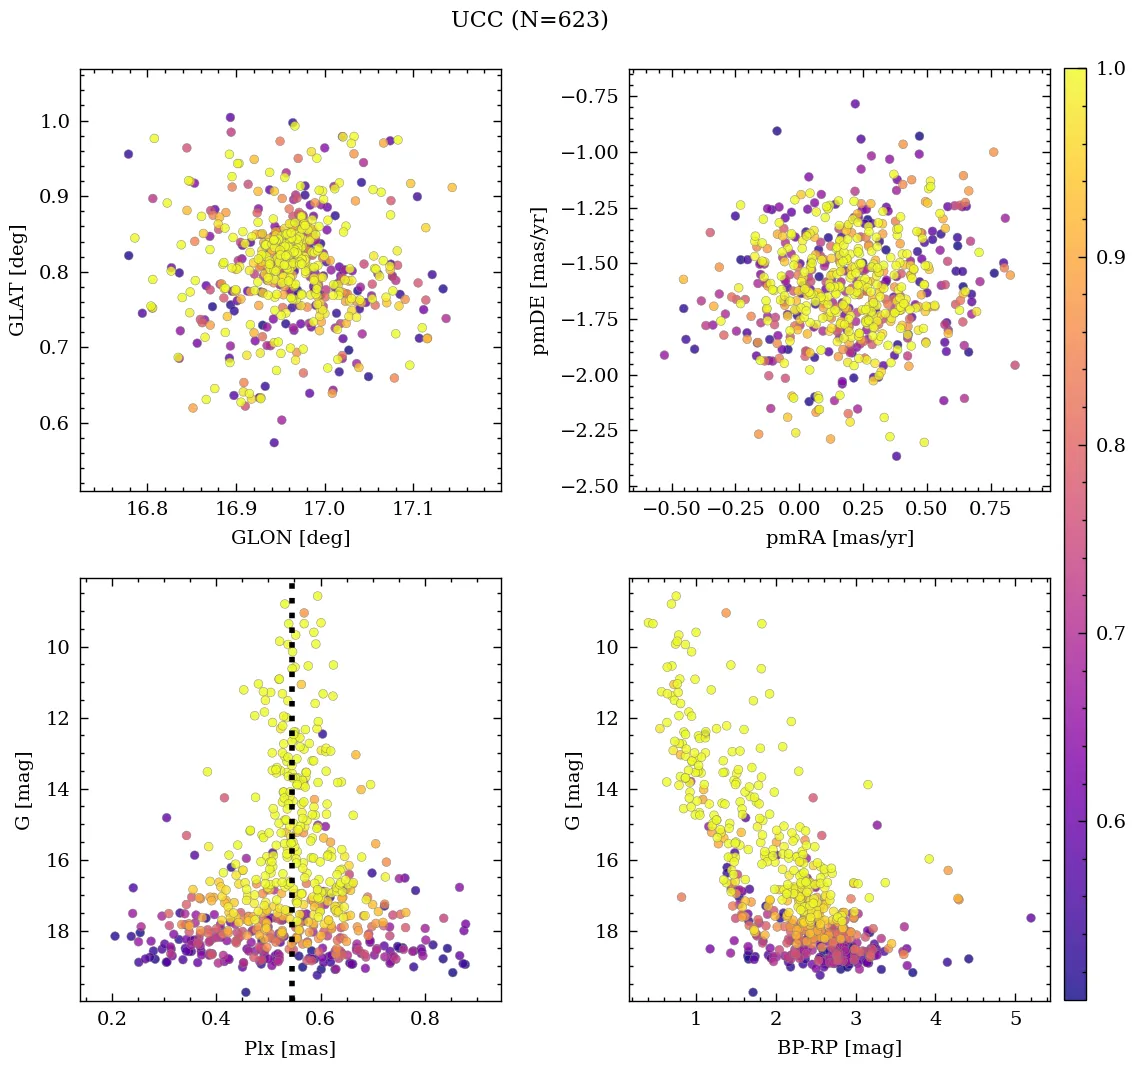 UCC (N=623)
1.0
0.9
0.8
0.7
0.6
GLAT [deg]
16.8 16.9 17.0 17.1
GLON [deg]
−0.75
−1.00
−1.25
−1.50
−1.75
−2.00
−2.25
−2.50
pmDE [mas/yr]
−0.50 −0.25 0.00 0.25 0.50 0.75
pmRA [mas/yr]
10
12
14
16
18
G [mag]
0.2 0.4 0.6 0.8
Plx [mas]
10
12
14
16
18
G [mag]
1 2 3 4 5
BP-RP [mag]
1.0
0.9
0.8
0.7
0.6